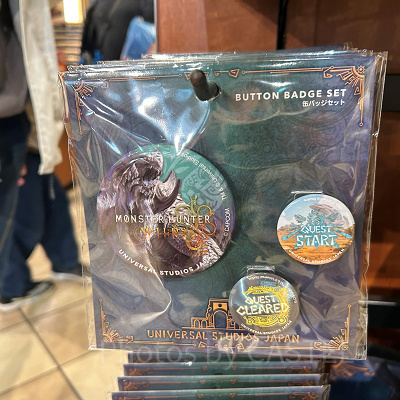 BUTTON BADGE SET
缶バッジセット
MONSTER HUNTER
WILDS
UNIVERSAL STUDIOS JAPAN
© CAPCOM
QUEST
START
QUEST
CLEARED
UNIVERSAL STUDIOS JAPAN